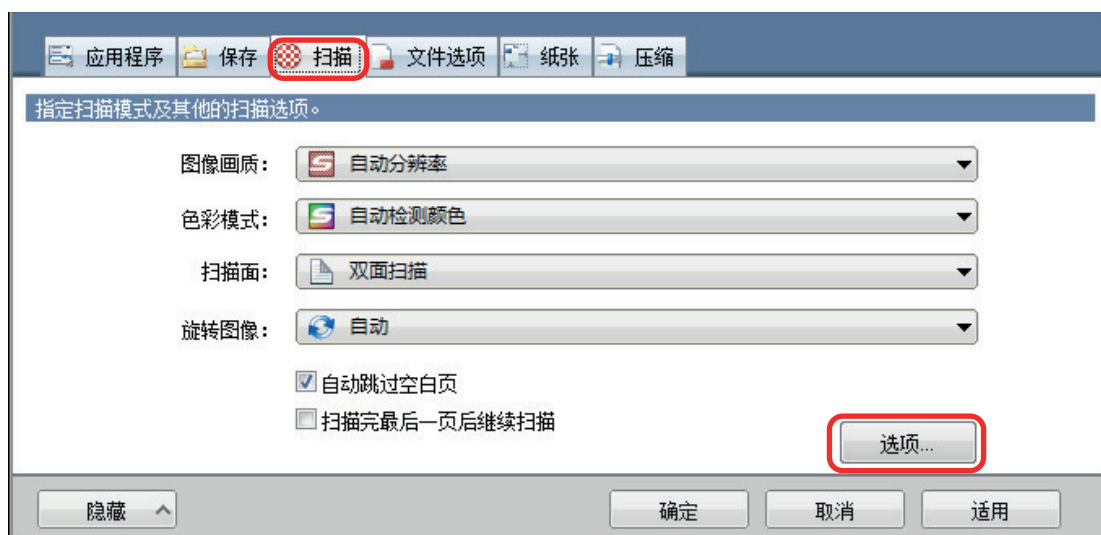 应用程序 保存 扫描 文件选项 纸张 压缩
指定扫描模式及其他的扫描选项。
图像画质: 自动分辨率
色彩模式: 自动检测颜色
扫描面: 双面扫描
旋转图像: 自动
自动跳过空白页
扫描完最后一页后继续扫描
选项...
隐藏 确定 取消 适用